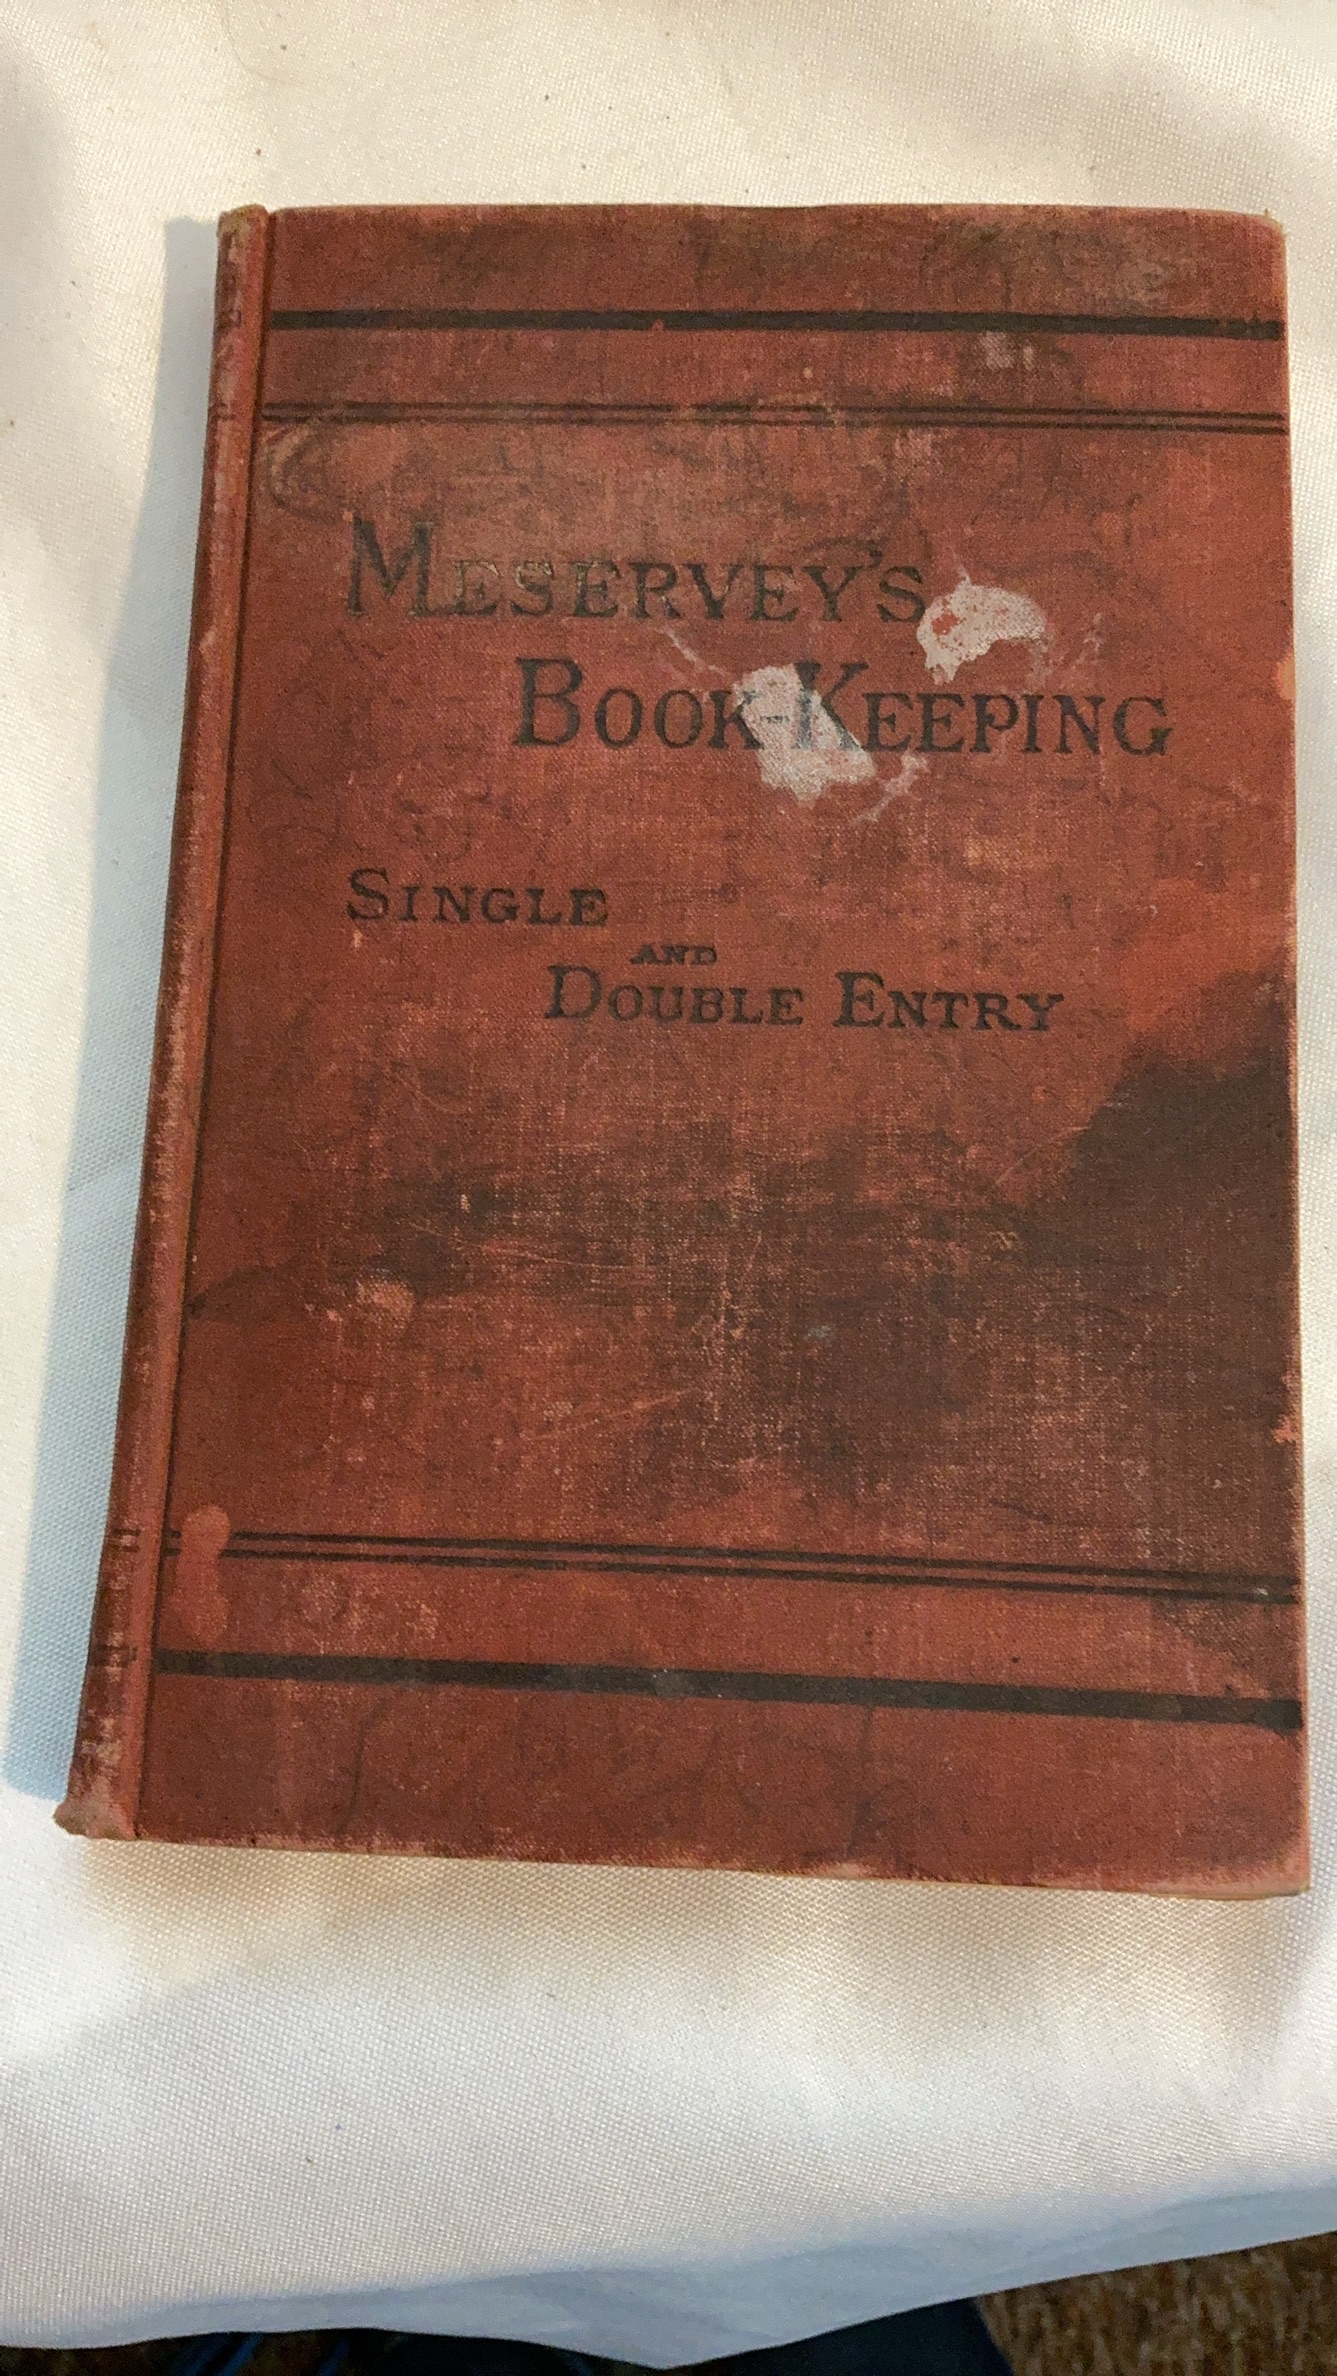 MESERVEY'S
BOOK-KEEPING
SINGLE
AND
DOUBLE ENTRY